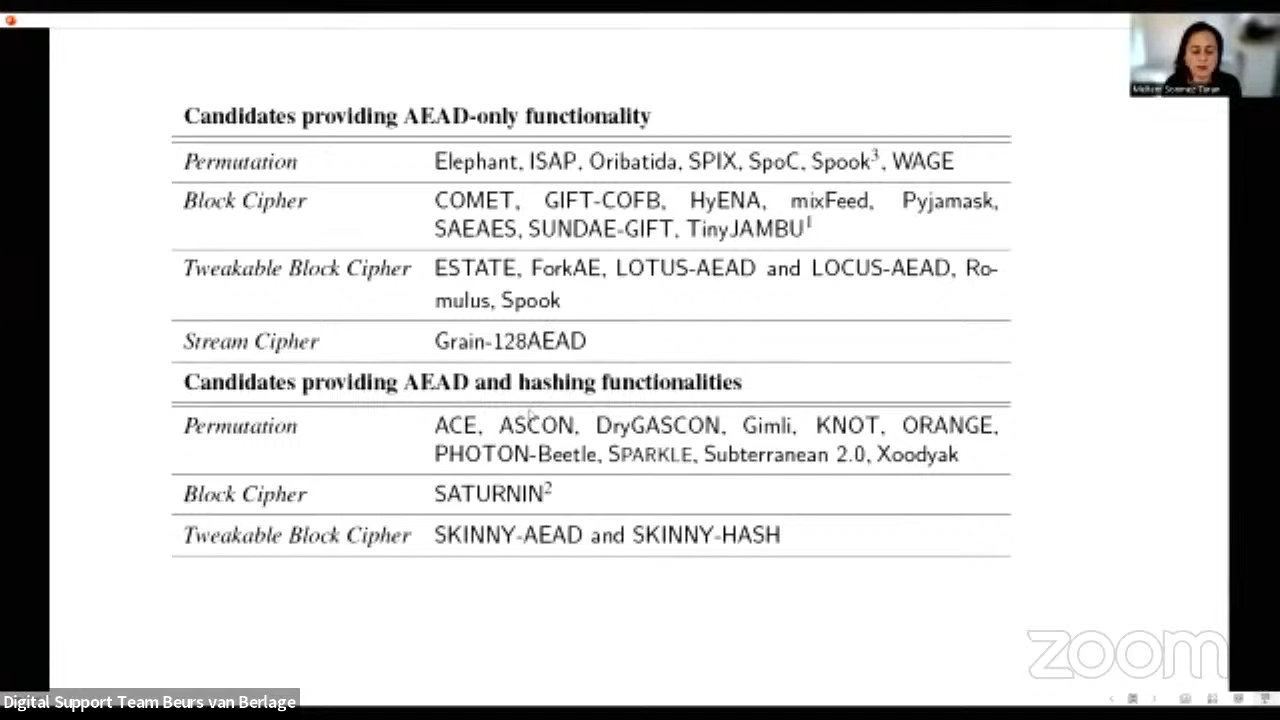 Meltem Sonmez Turan
Candidates providing AEAD-only functionality
Permutation Elephant, ISAP, Oribatida, SPIX, SpoC, Spook³, WAGE
Block Cipher COMET, GIFT-COFB, HyENA, mixFeed, Pyjamask,
SAEAES, SUNDAE-GIFT, TinyJAMBU¹
Tweakable Block Cipher ESTATE, ForkAE, LOTUS-AEAD and LOCUS-AEAD, Ro-
mulus, Spook
Stream Cipher Grain-128AEAD
Candidates providing AEAD and hashing functionalities
Permutation ACE, ASCON, DryGASCON, Gimli, KNOT, ORANGE,
PHOTON-Beetle, SPARKLE, Subterranean 2.0, Xoodyak
Block Cipher SATURNIN²
Tweakable Block Cipher SKINNY-AEAD and SKINNY-HASH
zoom
Digital Support Team Beurs van Berlage